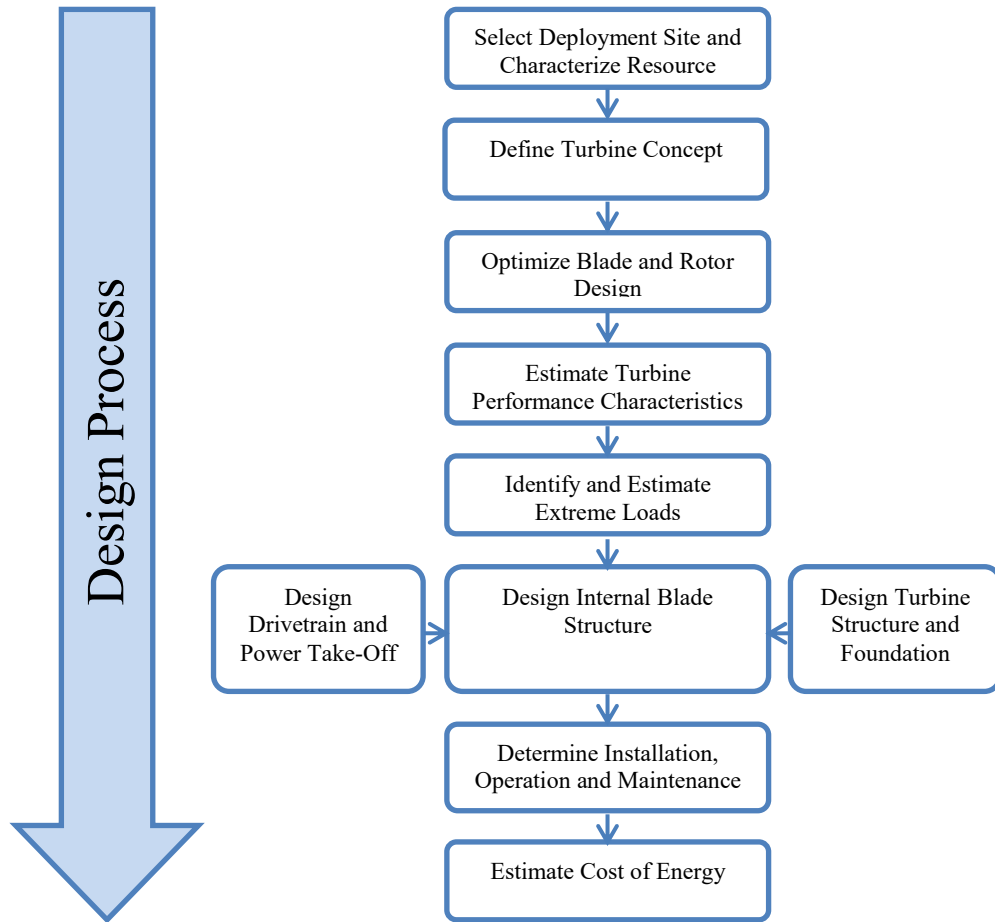 Design Process
Select Deployment Site and
Characterize Resource
Define Turbine Concept
Optimize Blade and Rotor
Design
Estimate Turbine
Performance Characteristics
Identify and Estimate
Extreme Loads
Design
Drivetrain and
Power Take-Off
Design Internal Blade
Structure
Design Turbine
Structure and
Foundation
Determine Installation,
Operation and Maintenance
Estimate Cost of Energy